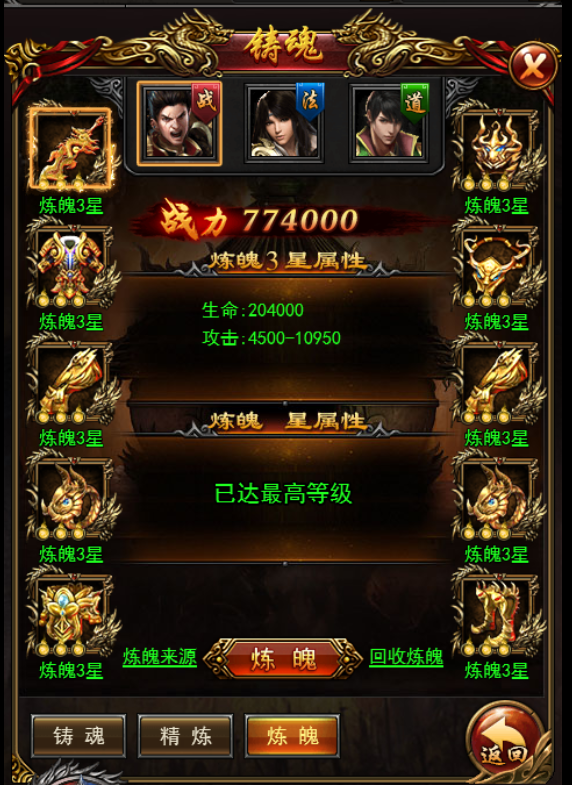 铸魂
战
法
道
炼魄3星
炼魄3星
战力 774000
炼魄3星属性
炼魄3星
炼魄3星
生命:204000
攻击:4500-10950
炼魄3星
炼魄3星
炼魄 星属性
已达最高等级
炼魄3星
炼魄3星
炼魄3星
炼魄来源
炼魄
回收炼魄
炼魄3星
铸魂
精炼
炼魄
返回